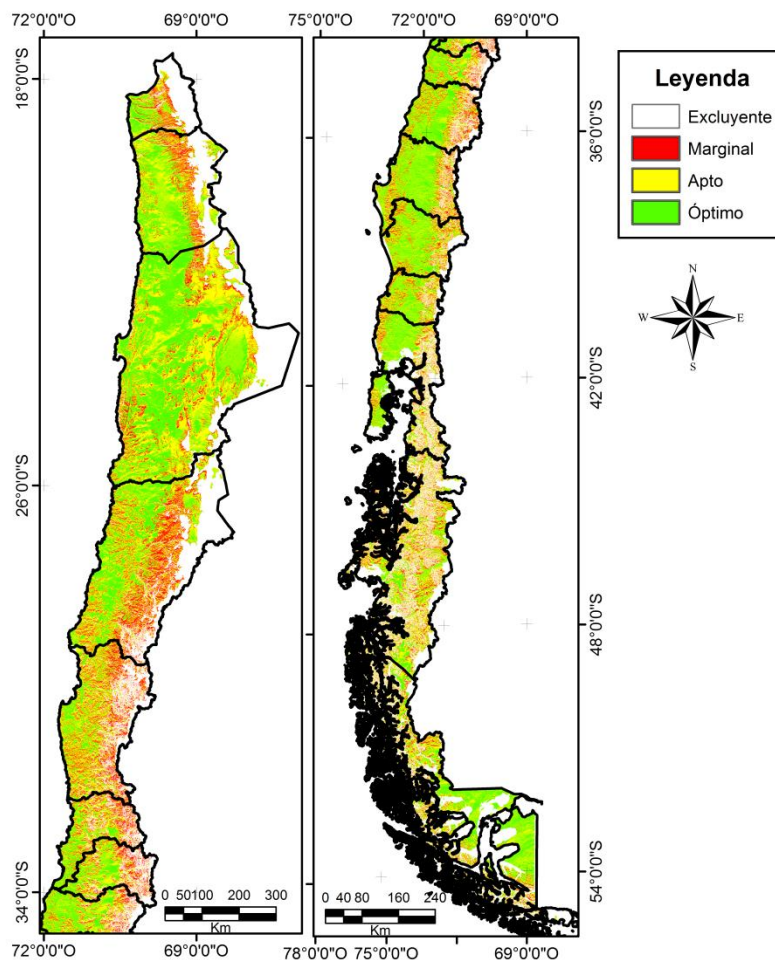 72°0'0"O 69°0'0"O
75°0'0"O 72°0'0"O 69°0'0"O
18°0'0"S
26°0'0"S
34°0'0"S
0 50100 200 300
Km
72°0'0"O 69°0'0"O
36°0'0"S
42°0'0"S
48°0'0"S
54°0'0"S
0 40 80 160 240
Km
78°0'0"O 75°0'0"O 69°0'0"O
Leyenda
Excluyente
Marginal
Apto
Óptimo
N
W E
S